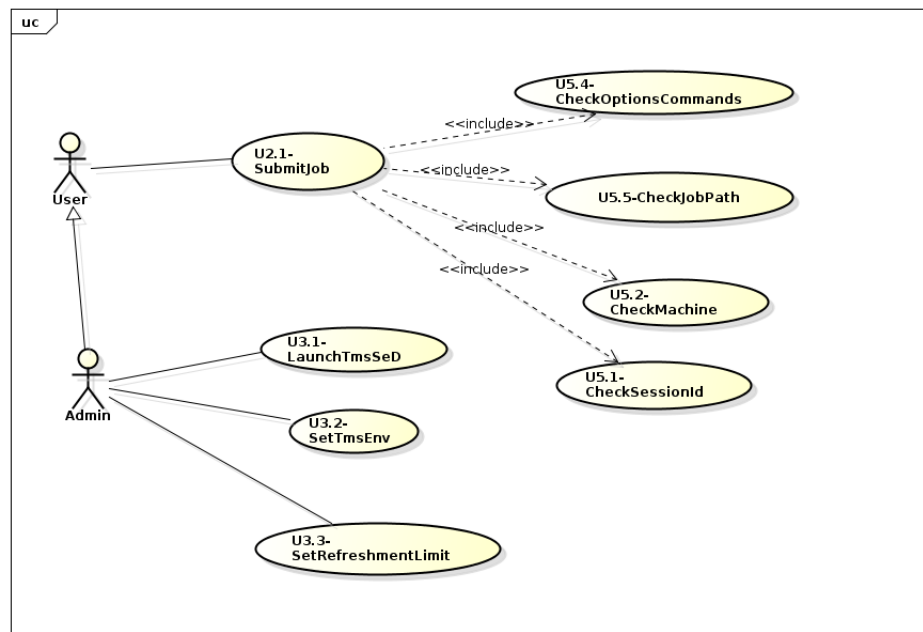 uc
U5.4-
CheckOptionsCommands
<<include>>
U2.1-
SubmitJob
<<include>>
User
U5.5-CheckJobPath
<<include>>
<<include>>
U5.2-
CheckMachine
U3.1-
LaunchTmsSeD
U5.1-
CheckSessionId
Admin
U3.2-
SetTmsEnv
U3.3-
SetRefreshmentLimit